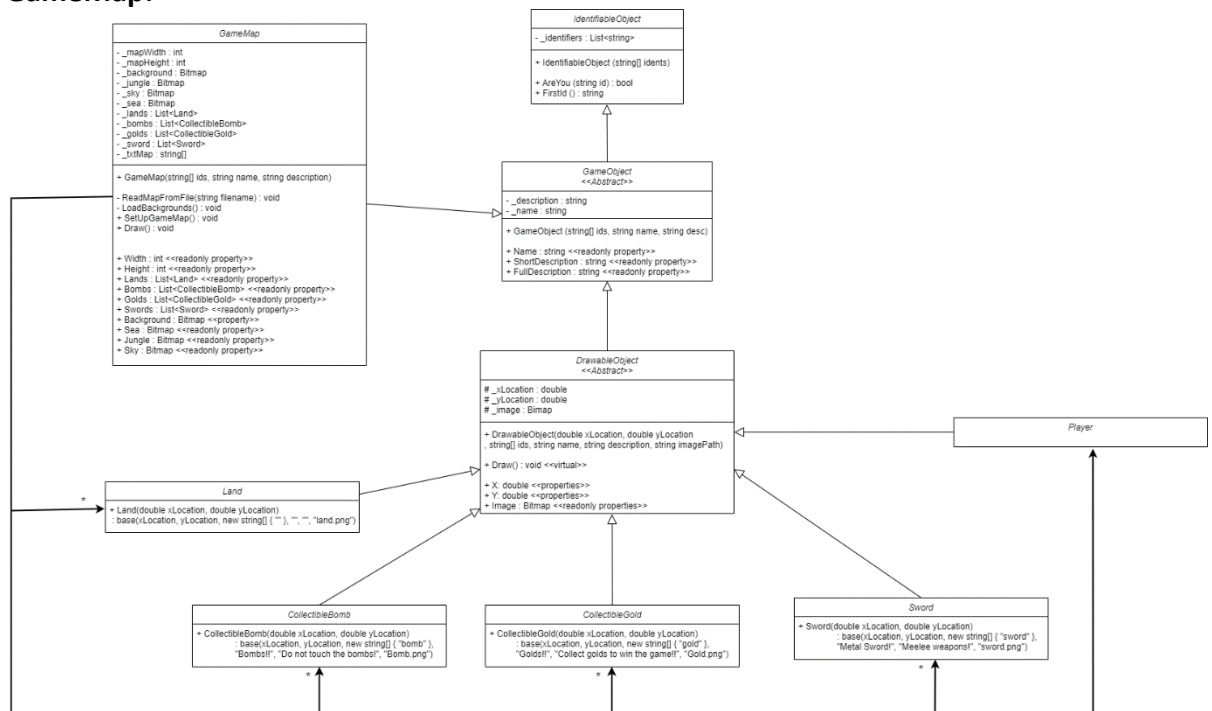 GameMap:
GameMap
- _mapWidth : int
- _mapHeight : int
- _background : Bitmap
- _jungle : Bitmap
- _sky : Bitmap
- _sea : Bitmap
- _lands : List<Land>
- _bombs : List<CollectibleBomb>
- _golds : List<CollectibleGold>
- _sword : List<Sword>
- _txtMap : string[]
+ GameMap(string[] ids, string name, string description)
- ReadMapFromFile(string filename) : void
- LoadBackgrounds() : void
+ SetUpGameMap() : void
+ Draw() : void
+ Width : int <<readonly property>>
+ Height : int <<readonly property>>
+ Lands : List<Land> <<readonly property>>
+ Bombs : List<CollectibleBomb> <<readonly property>>
+ Golds : List<CollectibleGold> <<readonly property>>
+ Swords : List<Sword> <<readonly property>>
+ Background : Bitmap <<property>>
+ Sea : Bitmap <<readonly property>>
+ Jungle : Bitmap <<readonly property>>
+ Sky : Bitmap <<readonly property>>
IdentifiableObject
- _identifiers : List<string>
+ IdentifiableObject (string[] idents)
+ AreYou (string id) : bool
+ FirstId () : string
GameObject
<<Abstract>>
- _description : string
- _name : string
+ GameObject (string[] ids, string name, string desc)
+ Name : string <<readonly property>>
+ ShortDescription : string <<readonly property>>
+ FullDescription : string <<readonly property>>
DrawableObject
<<Abstract>>
# _xLocation : double
# _yLocation : double
# _image : Bimap
+ DrawableObject(double xLocation, double yLocation
, string[] ids, string name, string description, string imagePath)
+ Draw() : void <<virtual>>
+ X: double <<properties>>
+ Y: double <<properties>>
+ Image : Bitmap <<readonly properties>>
Player
*
Land
+ Land(double xLocation, double yLocation)
: base(xLocation, yLocation, new string[] { "" }, "", "", "land.png")
CollectibleBomb
+ CollectibleBomb(double xLocation, double yLocation)
: base(xLocation, yLocation, new string[] { "bomb" },
"Bombs!!", "Do not touch the bombs!", "Bomb.png")
*
CollectibleGold
+ CollectibleGold(double xLocation, double yLocation)
: base(xLocation, yLocation, new string[] { "gold" },
"Golds!!", "Collect golds to win the game!!", "Gold.png")
*
Sword
+ Sword(double xLocation, double yLocation)
: base(xLocation, yLocation, new string[] { "sword" },
"Metal Sword!", "Meelee weapons!", "sword.png")
*